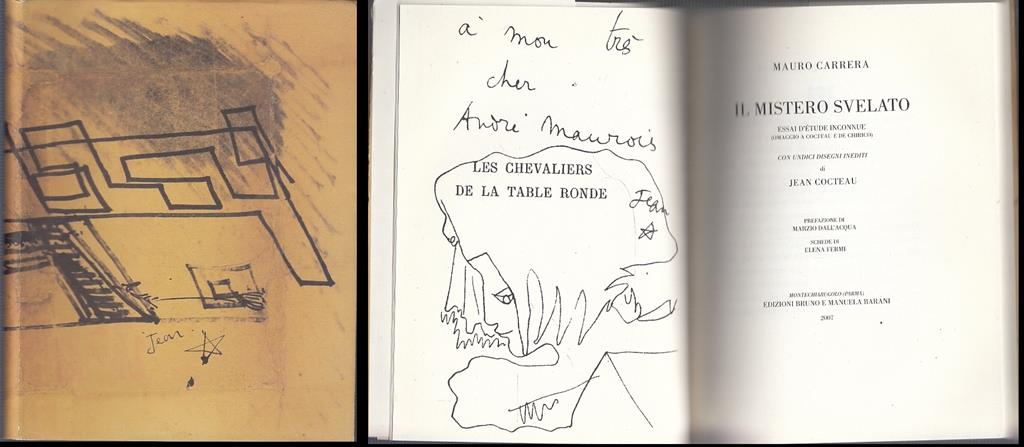 Jean
à mon très
cher
André Maurois
LES CHEVALIERS
DE LA TABLE RONDE
Jean
MAURO CARRERA
IL MISTERO SVELATO
ESSAI D'ÉTUDE INCONNUE
(OMAGGIO A COCTEAU E DE CHIRICO)
CON UNDICI DISEGNI INEDITI
di
JEAN COCTEAU
PREFAZIONE DI
MARZIO DALL'ACQUA
SCHEDE DI
ELENA FERMI
MONTECHIARUGOLO (PARMA)
EDIZIONI BRUNO E MANUELA BARANI
2007